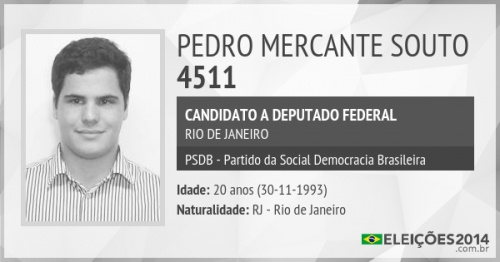 PEDRO MERCANTE SOUTO
4511
CANDIDATO A DEPUTADO FEDERAL
RIO DE JANEIRO
PSDB - Partido da Social Democracia Brasileira
Idade: 20 anos (30-11-1993)
Naturalidade: RJ - Rio de Janeiro
ELEIÇÕES2014
.com.br